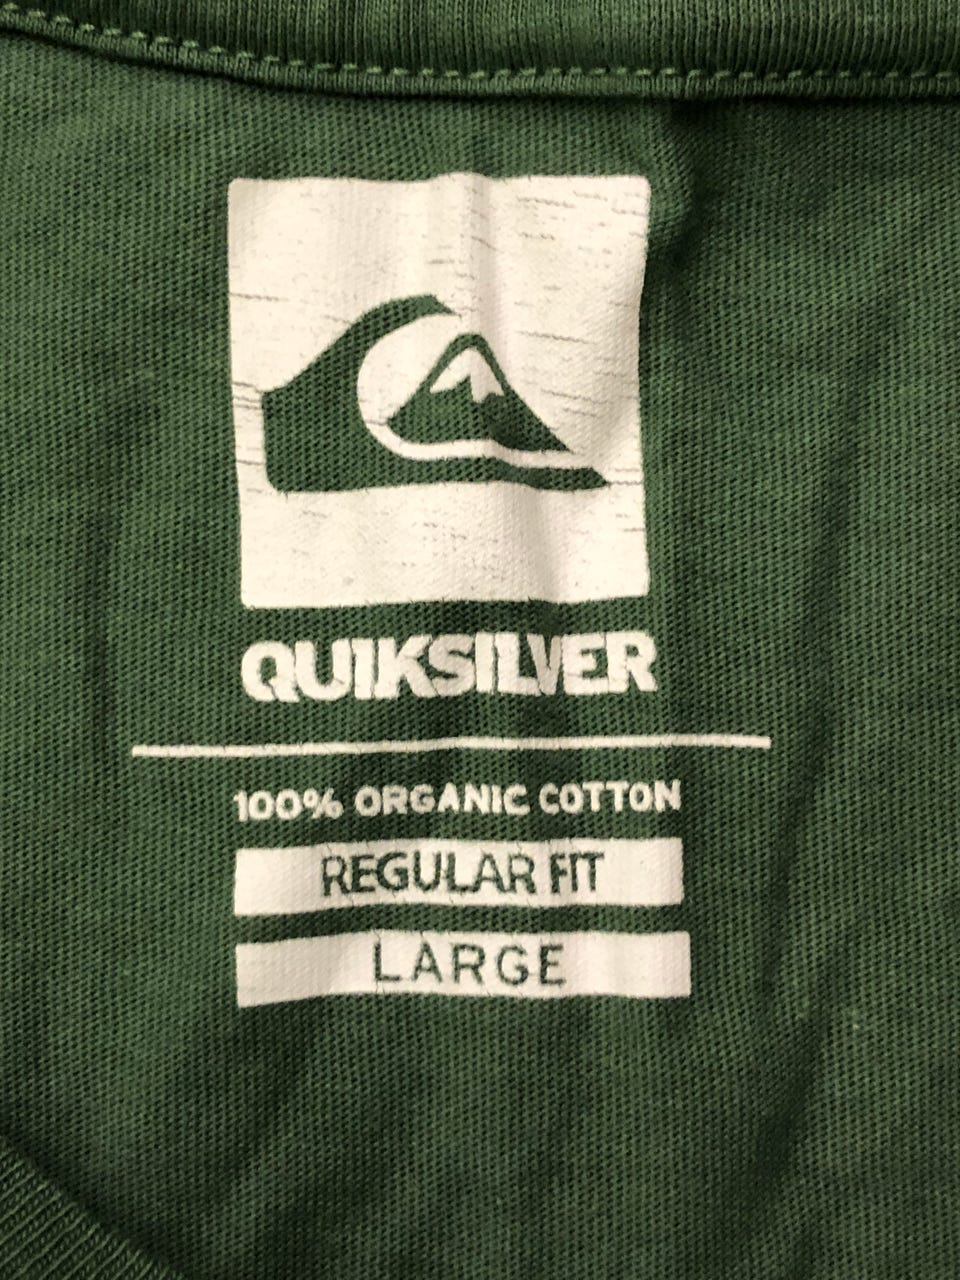 QUIKSILVER
100% ORGANIC COTTON
REGULAR FIT
LARGE